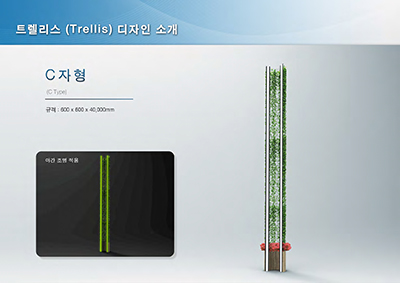 트렐리스 (Trellis) 디자인 소개
C 자형
(C Type)
규격 : 600 x 600 x 40,000mm
야간 조명 적용